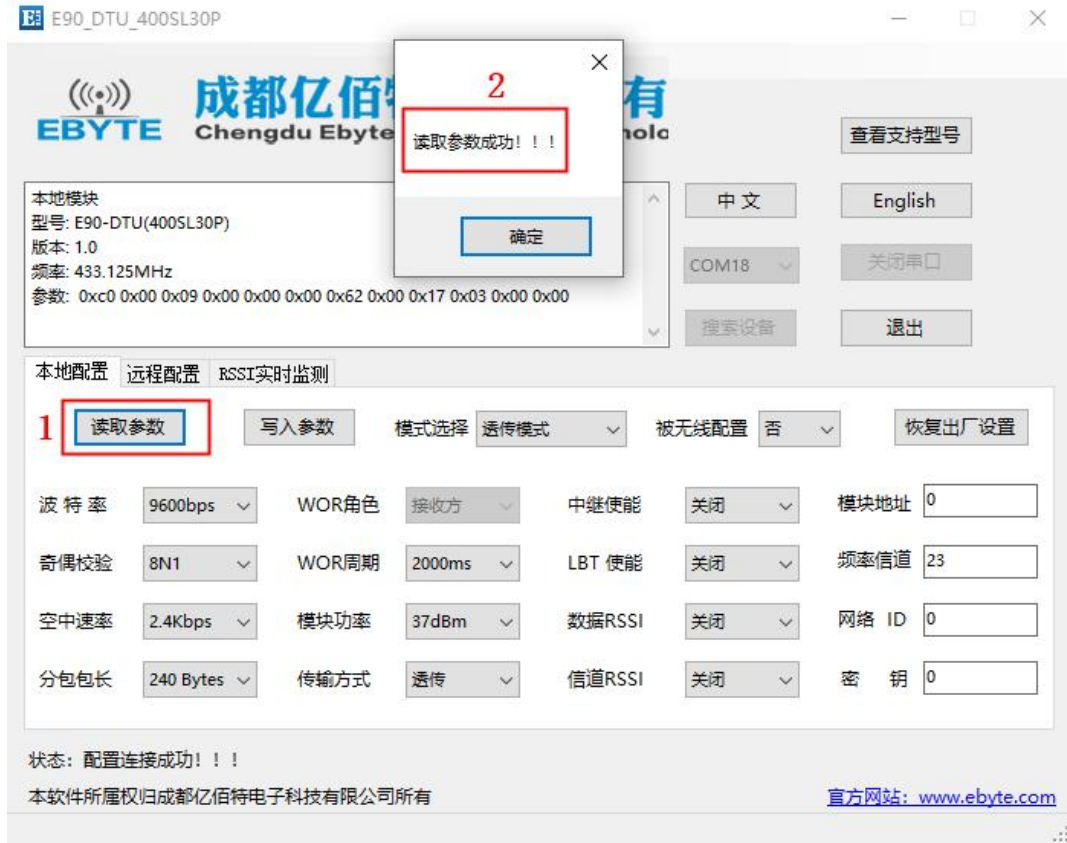 E90_DTU_400SL30P
EBYTE
成都亿佰
有
Chengdu Ebyte
2
读取参数成功!!!
确定
查看支持型号
本地模块
型号: E90-DTU(400SL30P)
版本: 1.0
频率: 433.125MHz
参数: 0xc0 0x00 0x09 0x00 0x00 0x00 0x62 0x00 0x17 0x03 0x00 0x00
中 文
English
COM18
关闭串口
搜索设备
退出
本地配置 远程配置 RSSI实时监测
1 读取参数 写入参数 模式选择 透传模式 被无线配置 否 恢复出厂设置
波 特 率 9600bps WOR角色 接收方 中继使能 关闭 模块地址 0
奇偶校验 8N1 WOR周期 2000ms LBT 使能 关闭 频率信道 23
空中速率 2.4Kbps 模块功率 37dBm 数据RSSI 关闭 网络 ID 0
分包包长 240 Bytes 传输方式 透传 信道RSSI 关闭 密 钥 0
状态: 配置连接成功!!!
本软件所属权归成都亿佰特电子科技有限公司所有 官方网站: www.ebyte.com